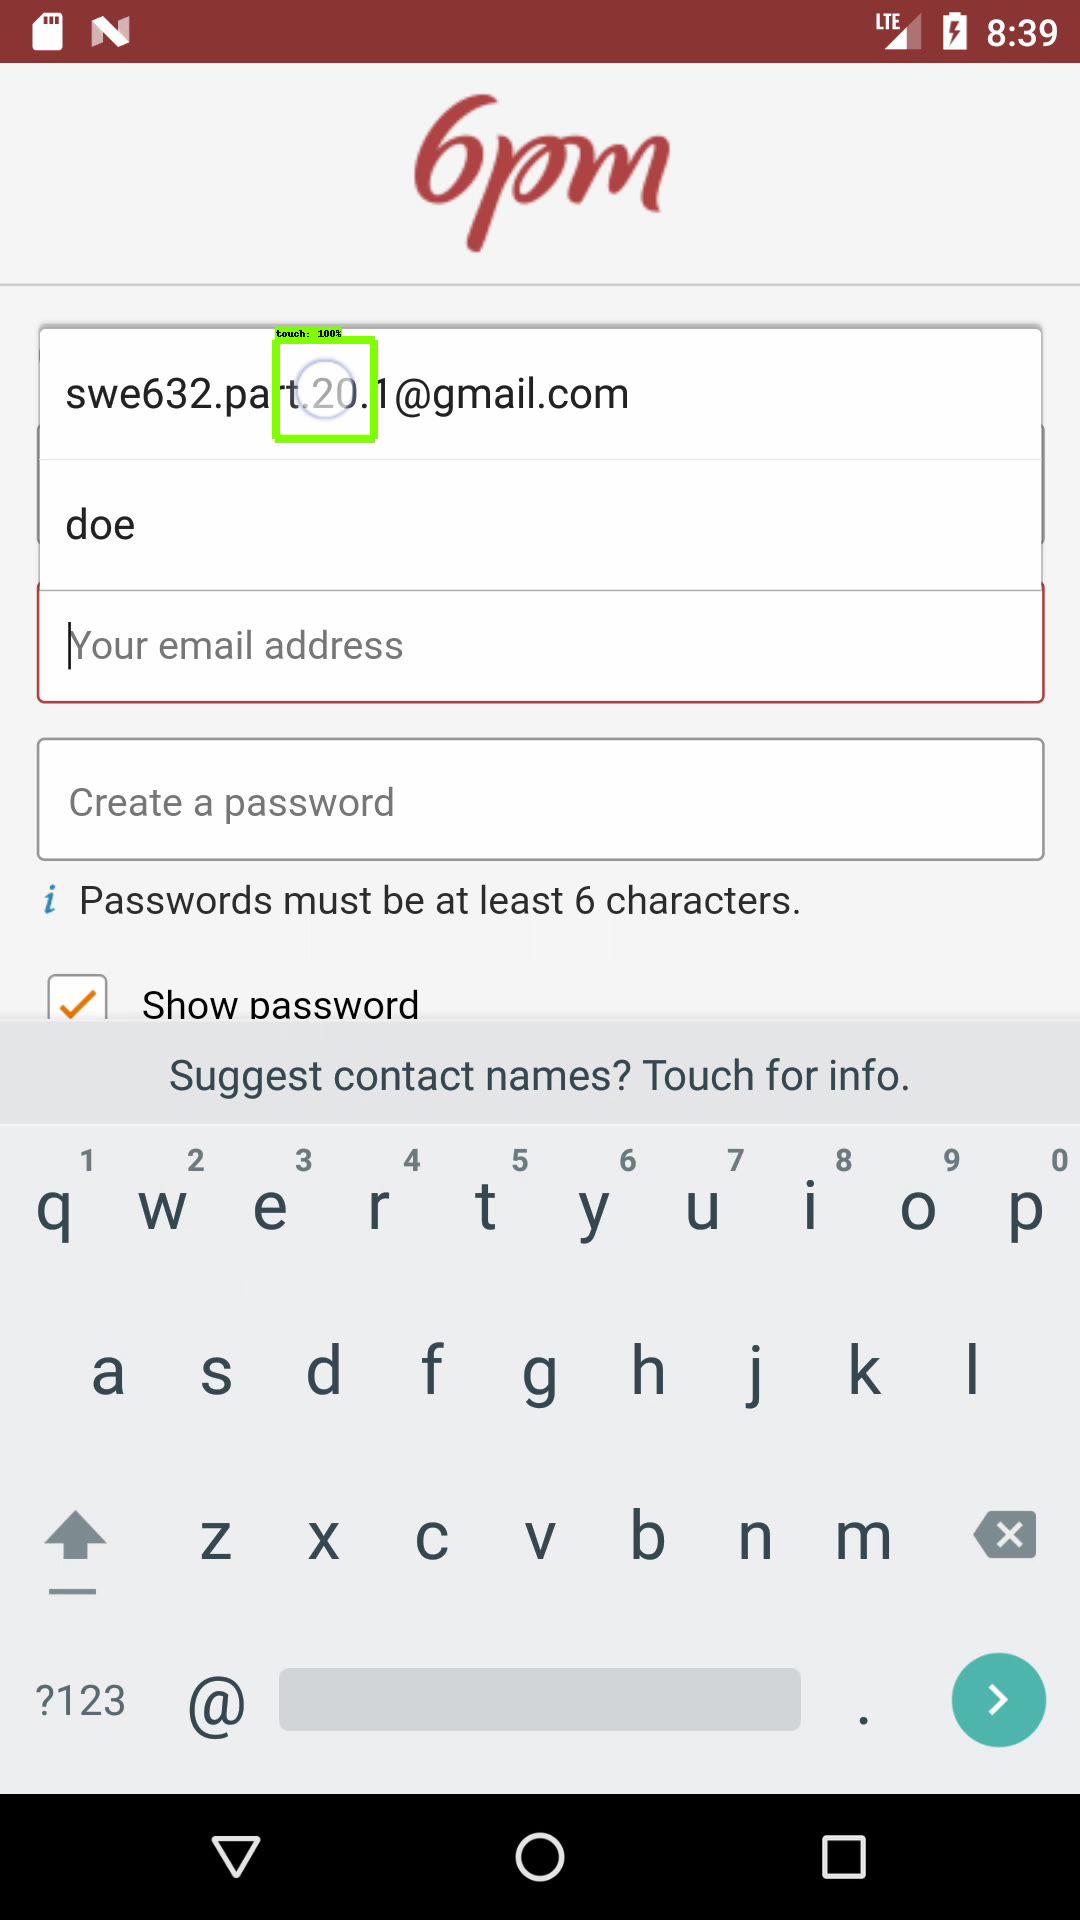 LTE 8:39
6pm
touch: 100%
swe632.part.20.1@gmail.com
doe
Your email address
Create a password
i Passwords must be at least 6 characters.
Show password
Suggest contact names? Touch for info.
1 2 3 4 5 6 7 8 9 0
q w e r t y u i o p
a s d f g h j k l
z x c v b n m
?123 @ .